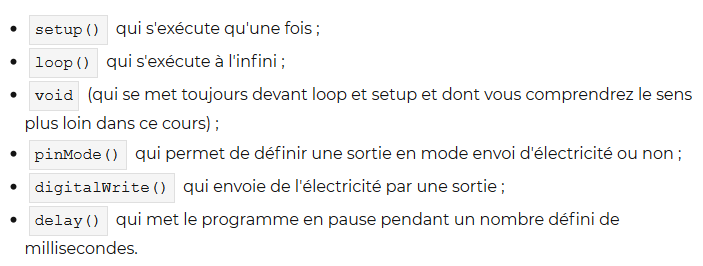 setup() qui s'exécute qu'une fois ;
loop() qui s'exécute à l'infini ;
void (qui se met toujours devant loop et setup et dont vous comprendrez le sens
plus loin dans ce cours) ;
pinMode() qui permet de définir une sortie en mode envoi d'électricité ou non ;
digitalWrite() qui envoie de l'électricité par une sortie ;
delay() qui met le programme en pause pendant un nombre défini de
millisecondes.